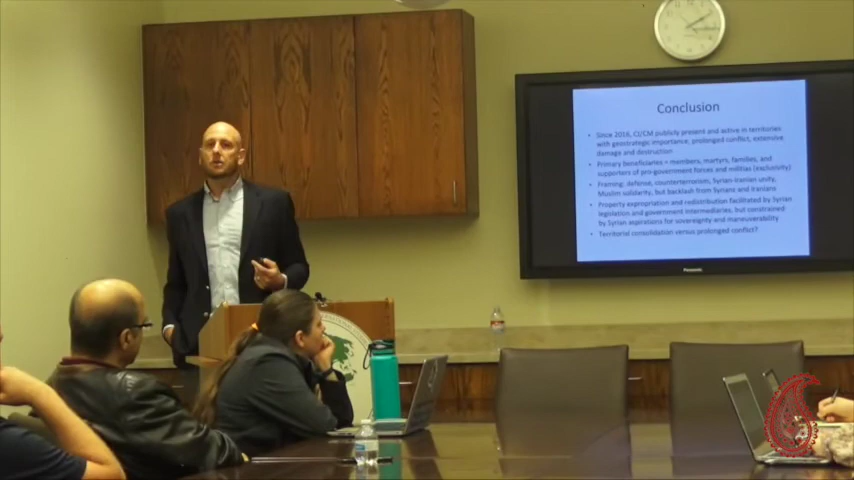 Conclusion
• Since 2016, CI/CM publicly present and active in territories
with geostrategic importance, prolonged conflict, extensive
damage and destruction
• Primary beneficiaries = members, martyrs, families, and
supporters of pro-government forces and militias (exclusivity)
• Framing: defense, counterterrorism, Syrian-Iranian unity,
Muslim solidarity, but backlash from Syrians and Iranians
• Property expropriation and redistribution facilitated by Syrian
legislation and government intermediaries, but constrained
by Syrian aspirations for sovereignty and maneuverability
• Territorial consolidation versus prolonged conflict?
Panasonic